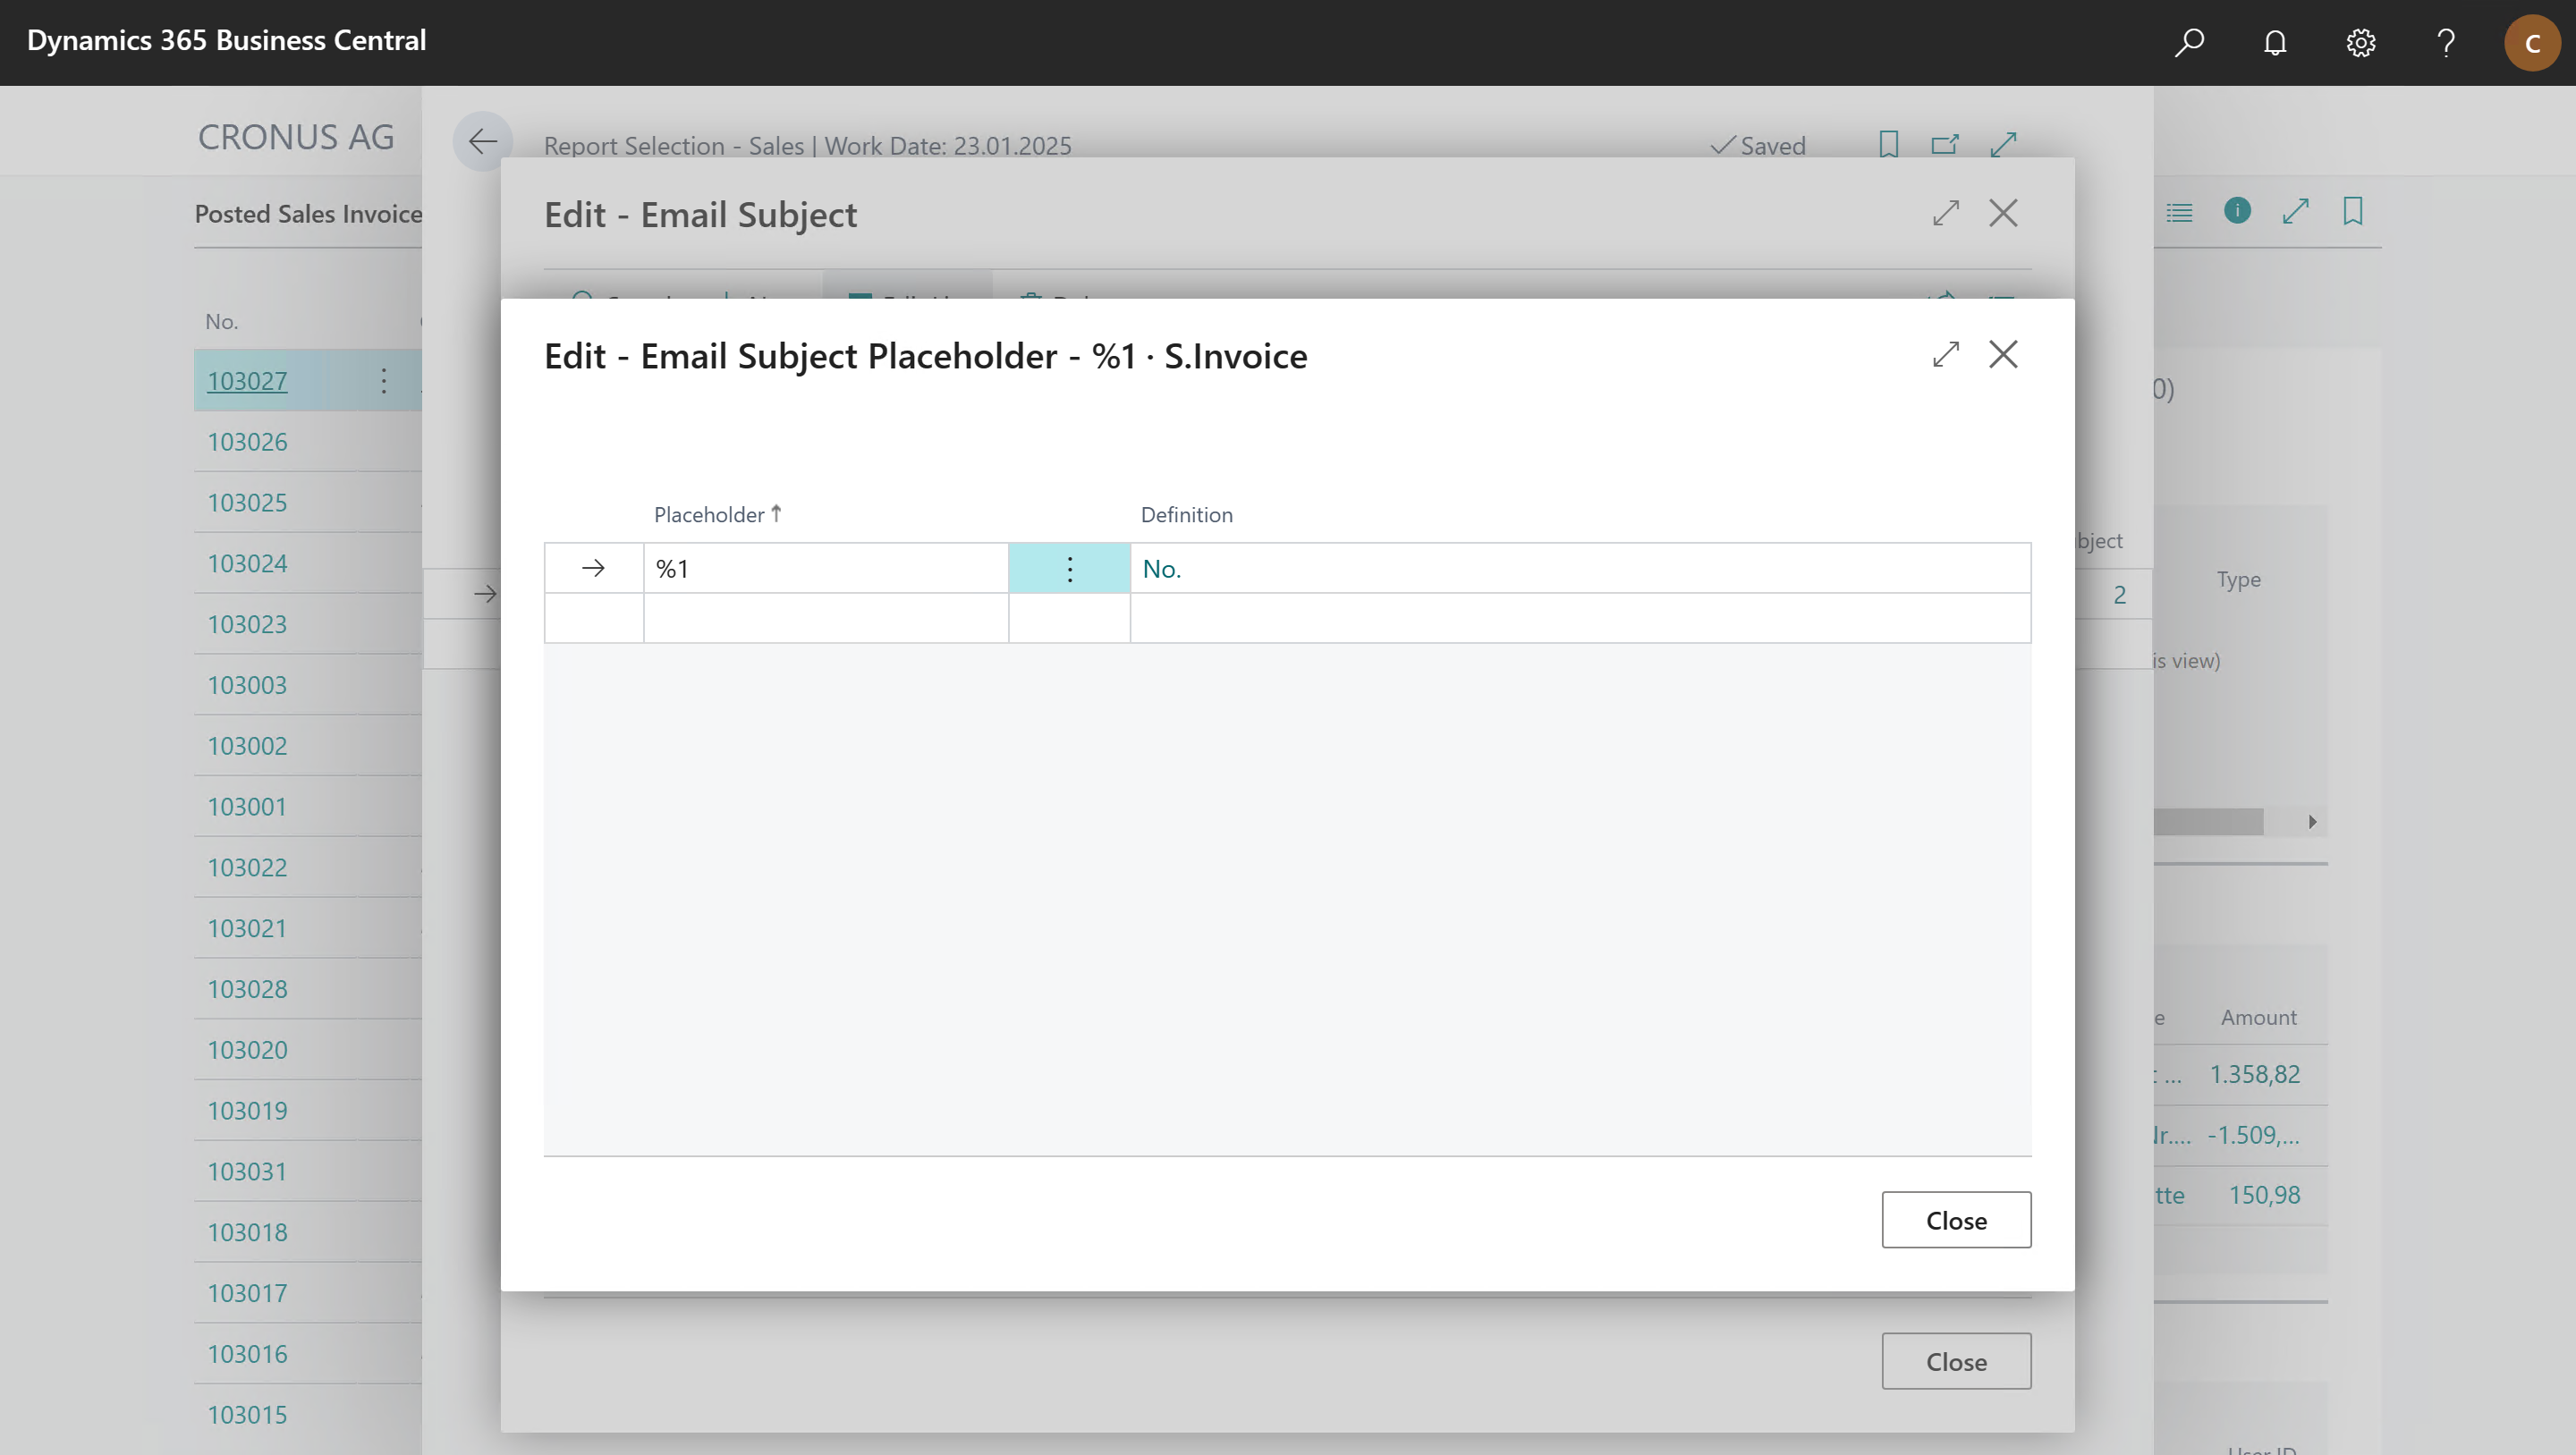 Dynamics 365 Business Central
C
CRONUS AG
Report Selection - Sales | Work Date: 23.01.2025
Saved
Posted Sales Invoice
Edit - Email Subject
No.
Edit - Email Subject Placeholder - %1 · S.Invoice
103027
0)
103026
103025
Placeholder
Definition
bject
103024
%1
No.
Type
2
103023
is view)
103003
103002
103001
103022
103021
103028
e
Amount
103020
1.358,82
103019
-1.509,...
103031
tte
150,98
Close
103018
103017
103016
Close
103015